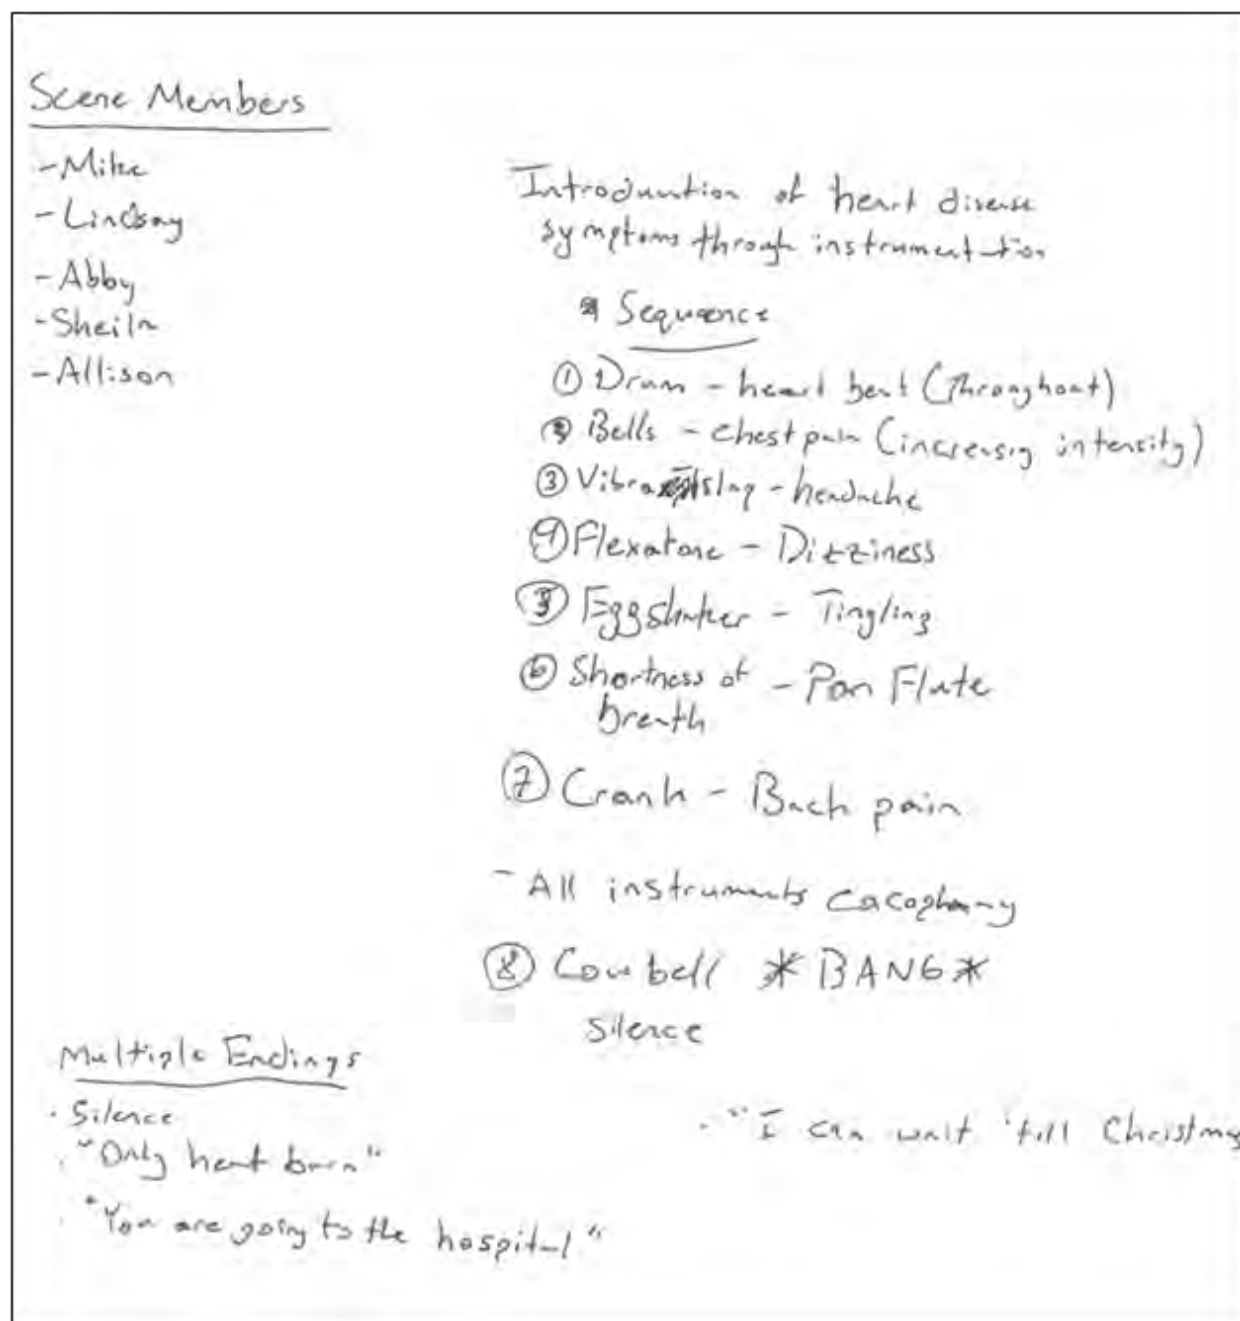 Scene Members
- Mike
- Lindsay
- Abby
- Sheila
- Allison
Introduction of heart disease
symptoms through instrumentation
Sequence
① Drum - heart beat (Throughout)
② Bells - chest pain (increasing intensity)
③ Vibraslap - headache
④ Flexatone - Dizziness
⑤ Eggshaker - Tingling
⑥ Shortness of - Pan Flute
breath
⑦ Crank - Back pain
- All instruments cacophony
⑧ Cowbell *BANG*
silence
Multiple Endings
. Silence
. "Only heart burn"
. "You are going to the hospital"
. "I can wait 'till Christmas